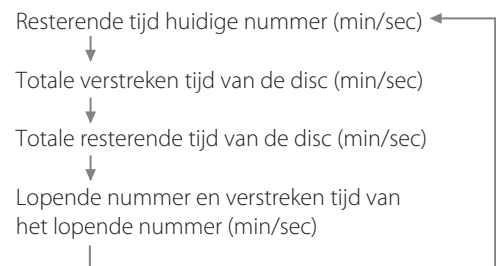 Resterende tijd huidige nummer (min/sec)
Totale verstreken tijd van de disc (min/sec)
Totale resterende tijd van de disc (min/sec)
Lopende nummer en verstreken tijd van
het lopende nummer (min/sec)